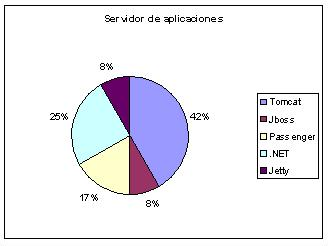 Servidor de aplicaciones
8%
25%
42%
17%
8%
Tomcat
Jboss
Passenger
.NET
Jetty